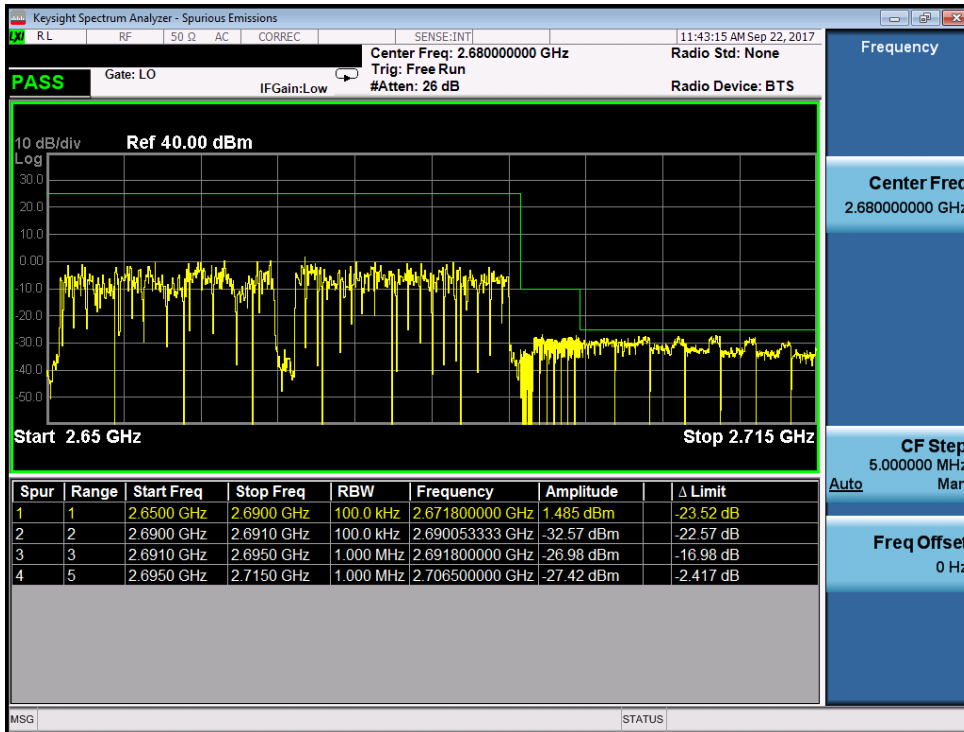 Keysight Spectrum Analyzer - Spurious Emissions
LXI RL RF 50 Ω AC CORREC SENSE:INT 11:43:15 AM Sep 22, 2017
Center Freq: 2.680000000 GHz Radio Std: None
PASS Gate: LO Trig: Free Run
IFGain:Low #Atten: 26 dB Radio Device: BTS
10 dB/div Ref 40.00 dBm
Log
30.0
20.0
10.0
0.00
-10.0
-20.0
-30.0
-40.0
-50.0
Start 2.65 GHz Stop 2.715 GHz
Spur Range Start Freq Stop Freq RBW Frequency Amplitude Δ Limit
1 1 2.6500 GHz 2.6900 GHz 100.0 kHz 2.671800000 GHz 1.485 dBm -23.52 dB
2 2 2.6900 GHz 2.6910 GHz 100.0 kHz 2.690053333 GHz -32.57 dBm -22.57 dB
3 3 2.6910 GHz 2.6950 GHz 1.000 MHz 2.691800000 GHz -26.98 dBm -16.98 dB
4 5 2.6950 GHz 2.7150 GHz 1.000 MHz 2.706500000 GHz -27.42 dBm -2.417 dB
MSG STATUS
Frequency
Center Freq
2.680000000 GHz
CF Step
5.000000 MHz
Auto Man
Freq Offset
0 Hz